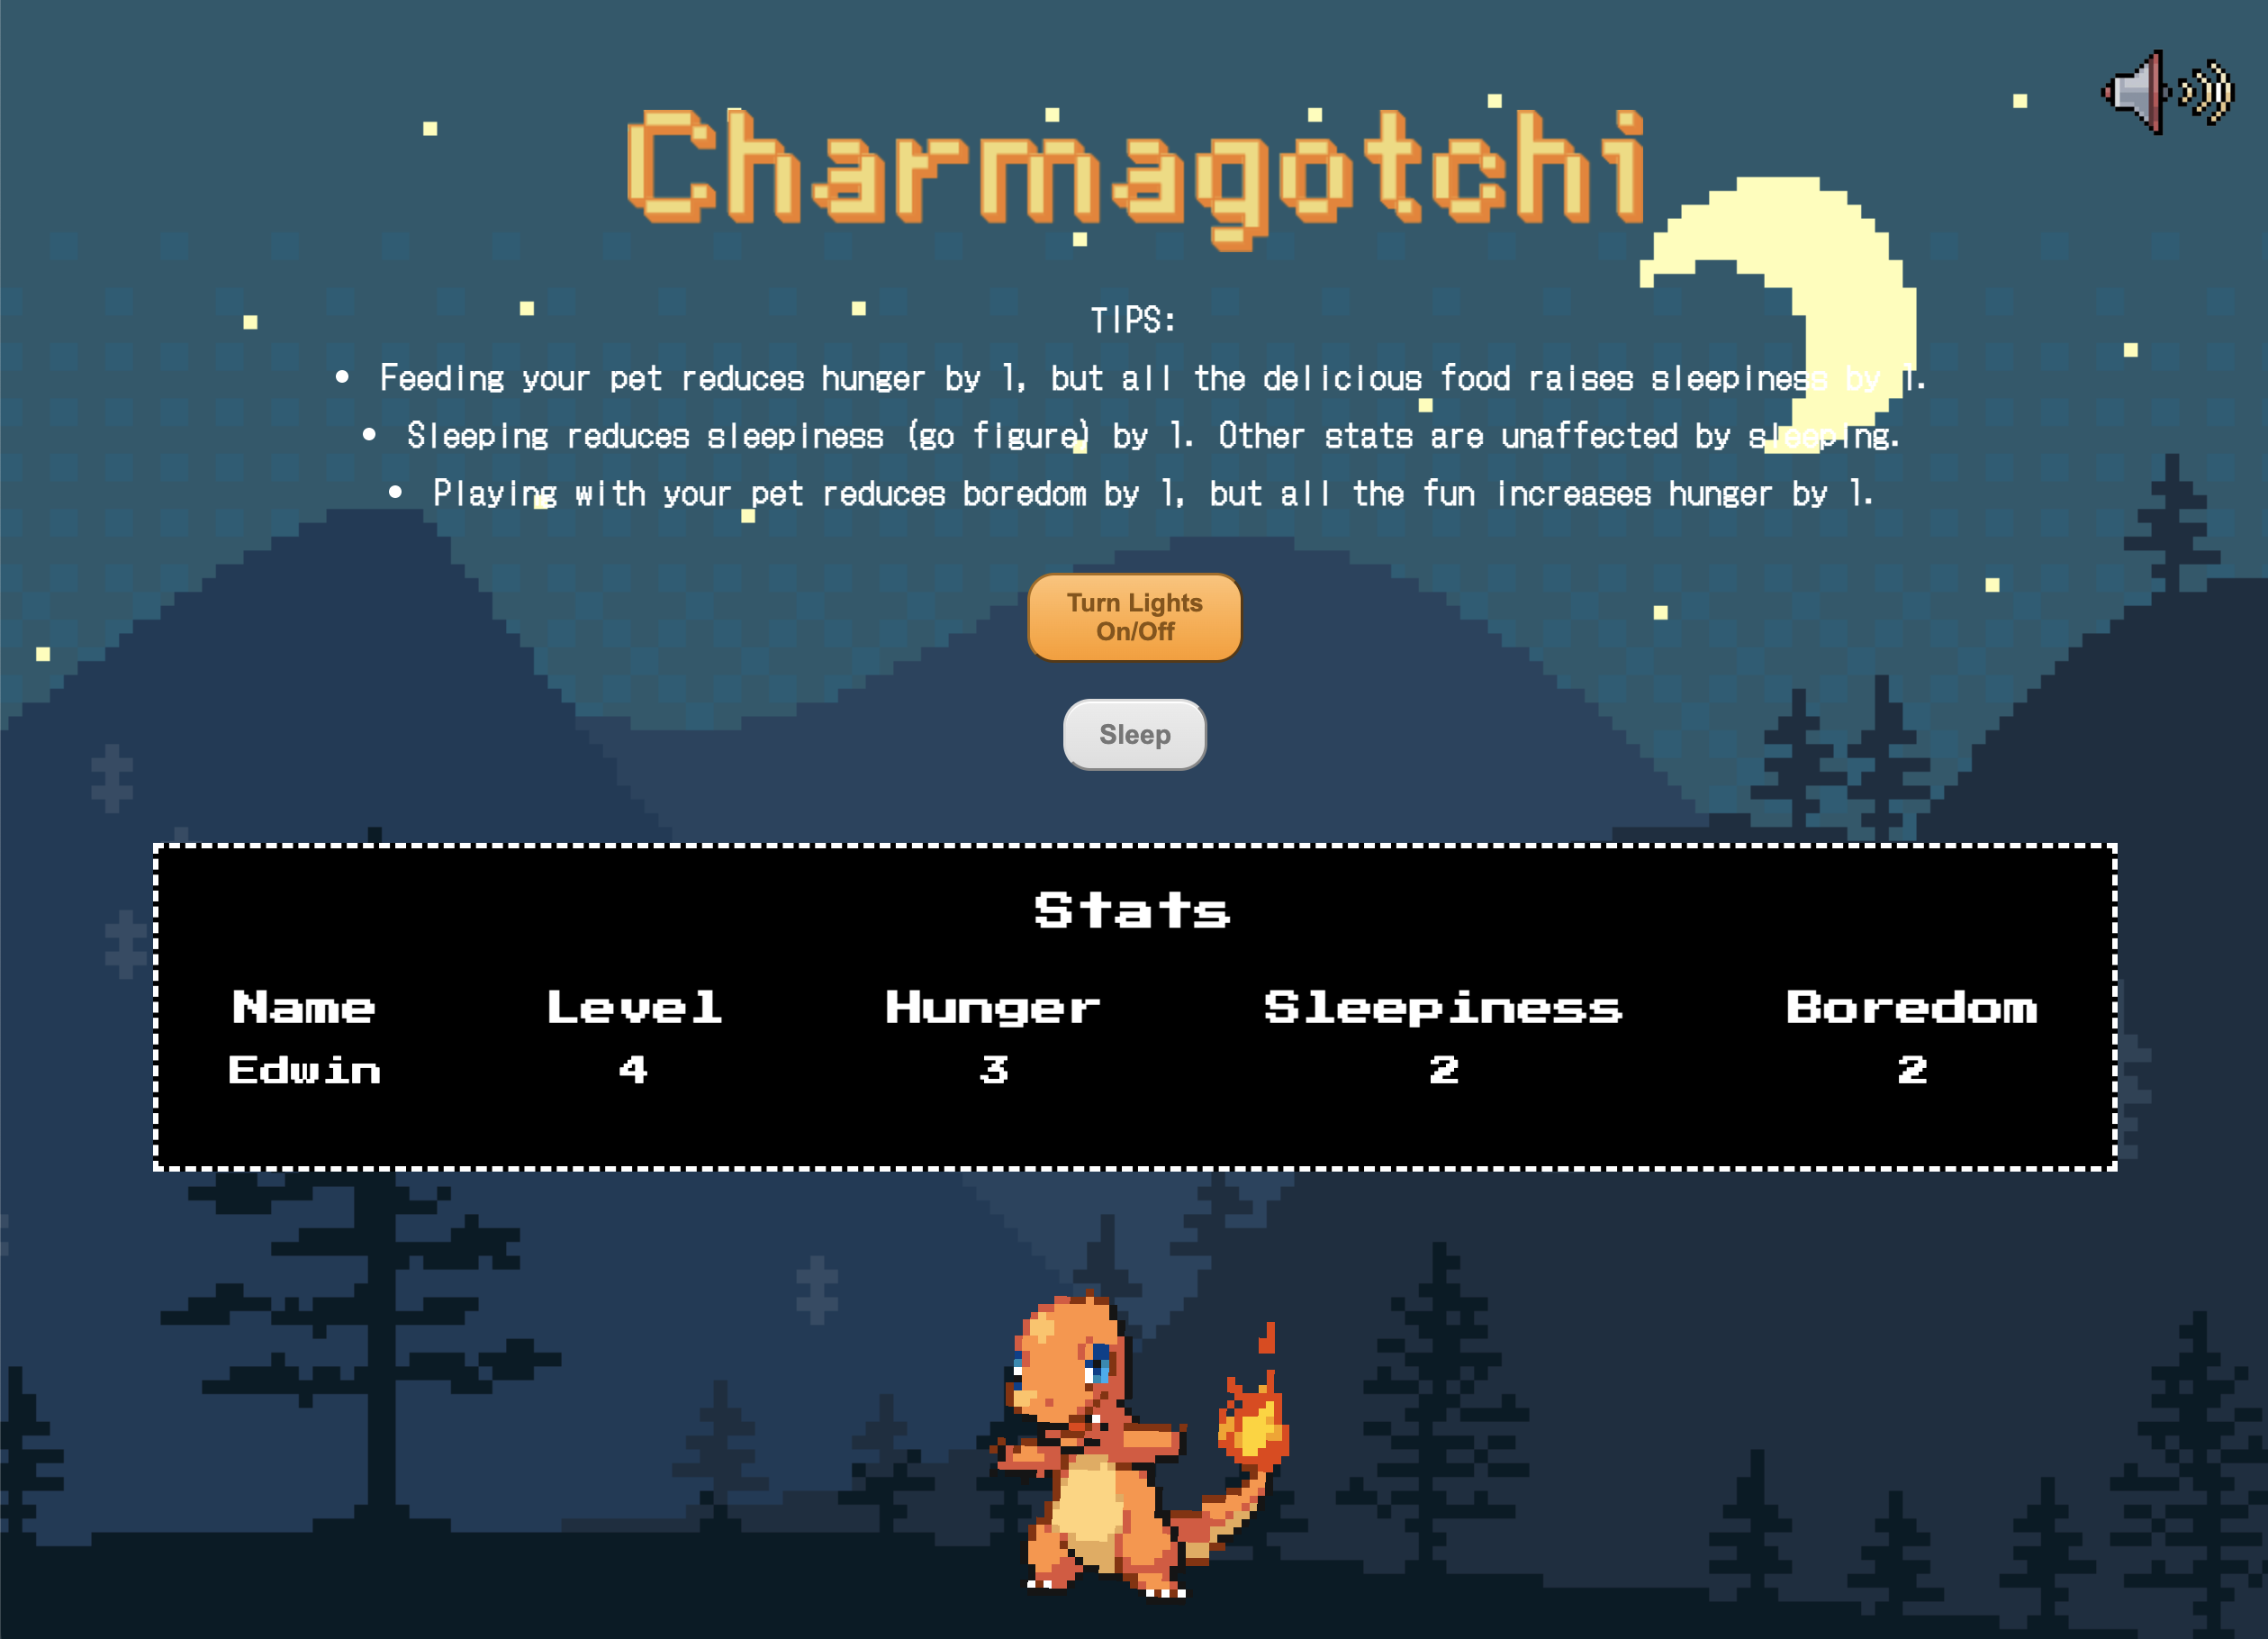 Charmagotchi
TIPS:
• Feeding your pet reduces hunger by 1, but all the delicious food raises sleepiness by 1.
• Sleeping reduces sleepiness (go figure) by 1. Other stats are unaffected by sleeping.
• Playing with your pet reduces boredom by 1, but all the fun increases hunger by 1.
Turn Lights
On/Off
Sleep
Stats
Name Level Hunger Sleepiness Boredom
Edwin 4 3 2 2